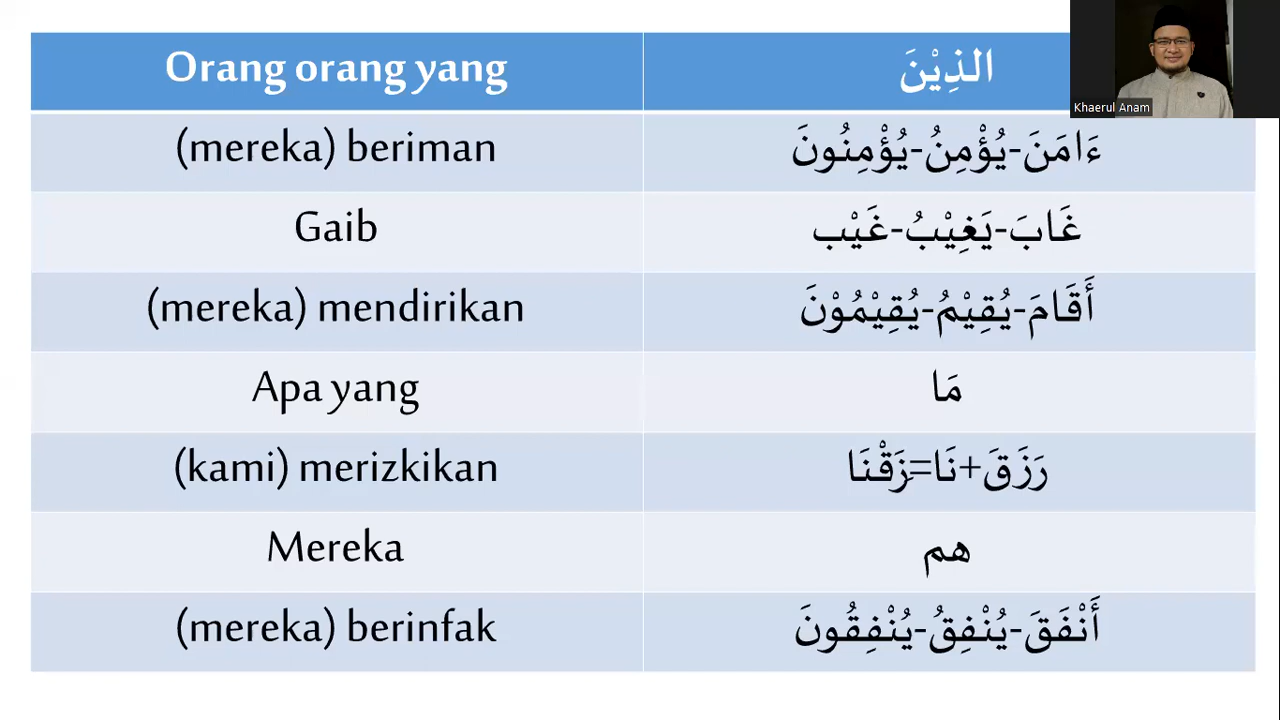 Orang orang yang الذِيْنَ
(mereka) beriman ءَامَنَ-يُؤْمِنُ-يُؤْمِنُونَ
Gaib غَابَ-يَغِيْبُ-غَيْب
(mereka) mendirikan أَقَامَ-يُقِيْمُ-يُقِيْمُوْنَ
Apa yang مَا
(kami) merizkikan رَزَقَ+نَا=زَقْنَا
Mereka هم
(mereka) berinfak أَنْفَقَ-يُنْفِقُ-يُنْفِقُونَ
Khaerul Anam